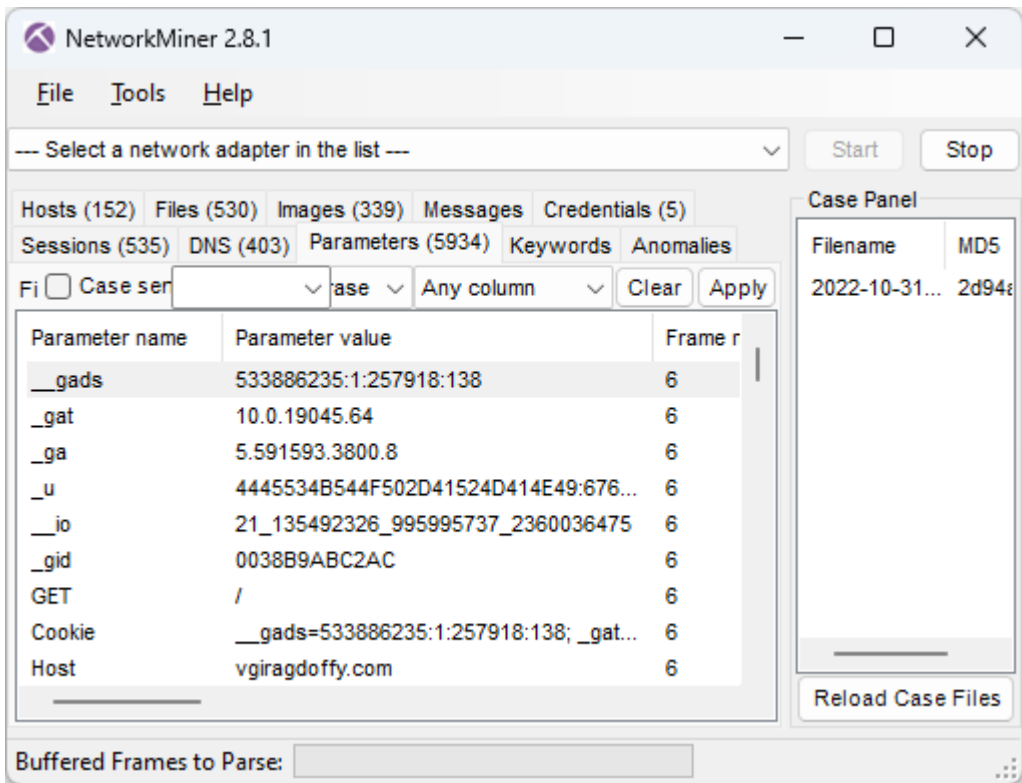 NetworkMiner 2.8.1
File Tools Help
--- Select a network adapter in the list --- Start Stop
Hosts (152) Files (530) Images (339) Messages Credentials (5)
Sessions (535) DNS (403) Parameters (5934) Keywords Anomalies
Fi Case sen rase Any column Clear Apply
Parameter name Parameter value Frame r
__gads 533886235:1:257918:138 6
_gat 10.0.19045.64 6
_ga 5.591593.3800.8 6
_u 4445534B544F502D41524D414E49:676... 6
__io 21_135492326_995995737_2360036475 6
_gid 0038B9ABC2AC 6
GET / 6
Cookie __gads=533886235:1:257918:138; _gat... 6
Host vgiragdoffy.com 6
Case Panel
Filename MD5
2022-10-31... 2d94a
Reload Case Files
Buffered Frames to Parse: